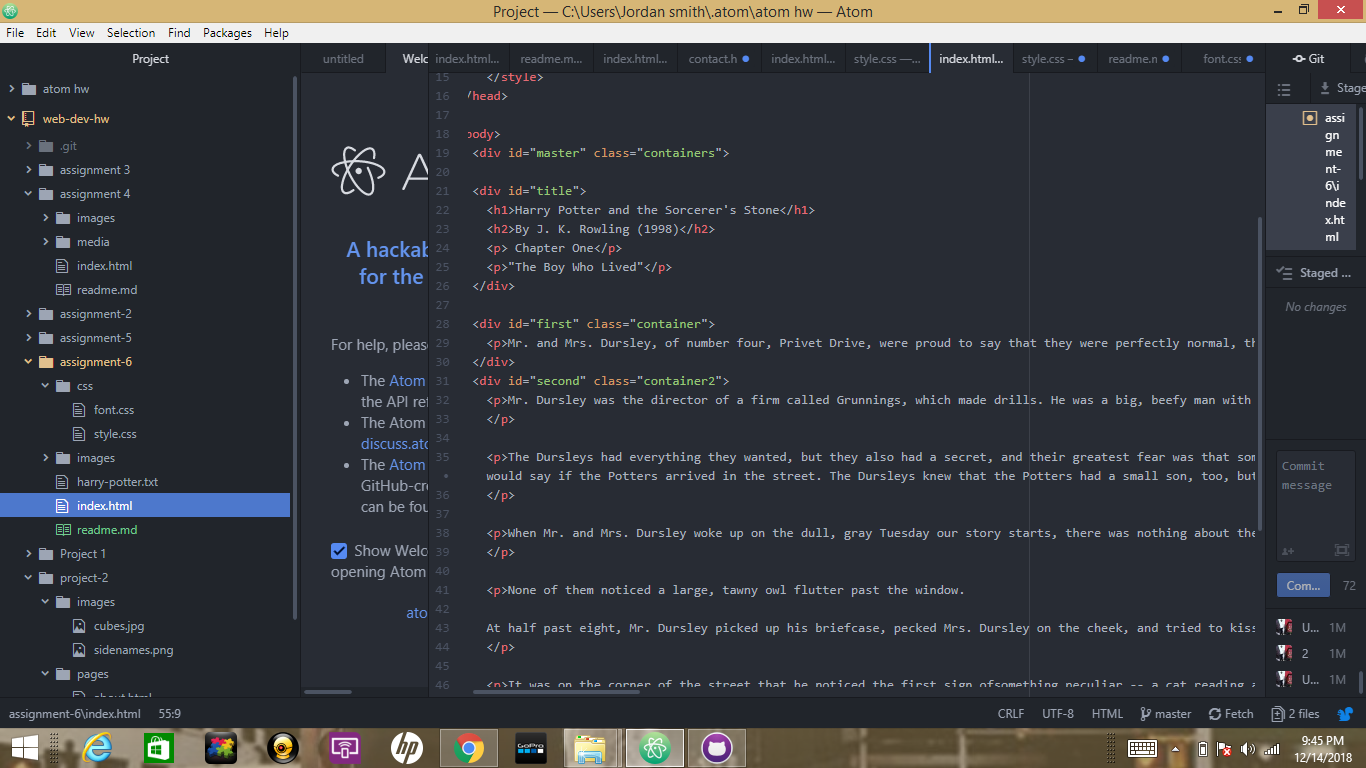 Project — C:\Users\Jordan smith\.atom\atom hw — Atom
File Edit View Selection Find Packages Help
Project
atom hw
web-dev-hw
.git
assignment 3
assignment 4
images
media
index.html
readme.md
assignment-2
assignment-5
assignment-6
css
font.css
style.css
images
harry-potter.txt
index.html
readme.md
Project 1
project-2
images
cubes.jpg
sidenames.png
pages
about.html
untitled Welc index.html... readme.m... index.html... contact.h index.html... style.css —... index.html... style.css – readme.n font.css
A
A hackab
for the
For help, please
The Atom
the API ref
The Atom
discuss.ato
The Atom
GitHub-cre
can be fou
Show Welc
opening Atom
ato
15 </style>
16 /head>
17
18 body>
19 <div id="master" class="containers">
20
21 <div id="title">
22 <h1>Harry Potter and the Sorcerer's Stone</h1>
23 <h2>By J. K. Rowling (1998)</h2>
24 <p> Chapter One</p>
25 <p>"The Boy Who Lived"</p>
26 </div>
27
28 <div id="first" class="container">
29 <p>Mr. and Mrs. Dursley, of number four, Privet Drive, were proud to say that they were perfectly normal, th
30 </div>
31 <div id="second" class="container2">
32 <p>Mr. Dursley was the director of a firm called Grunnings, which made drills. He was a big, beefy man with
33 </p>
34
35 <p>The Dursleys had everything they wanted, but they also had a secret, and their greatest fear was that som
• would say if the Potters arrived in the street. The Dursleys knew that the Potters had a small son, too, but
36 </p>
37
38 <p>When Mr. and Mrs. Dursley woke up on the dull, gray Tuesday our story starts, there was nothing about the
39 </p>
40
41 <p>None of them noticed a large, tawny owl flutter past the window.
42
43 At half past eight, Mr. Dursley picked up his briefcase, pecked Mrs. Dursley on the cheek, and tried to kiss
44 </p>
45
46 <p>It was on the corner of the street that he noticed the first sign ofsomething peculiar -- a cat reading a
Git
Stage
assi
gn
me
nt-
6\i
nde
x.ht
ml
Staged ...
No changes
Commit
message
Com... 72
U... 1M
2 1M
U... 1M
assignment-6\index.html 55:9 CRLF UTF-8 HTML master Fetch 2 files
hp
GoPro
9:45 PM
12/14/2018